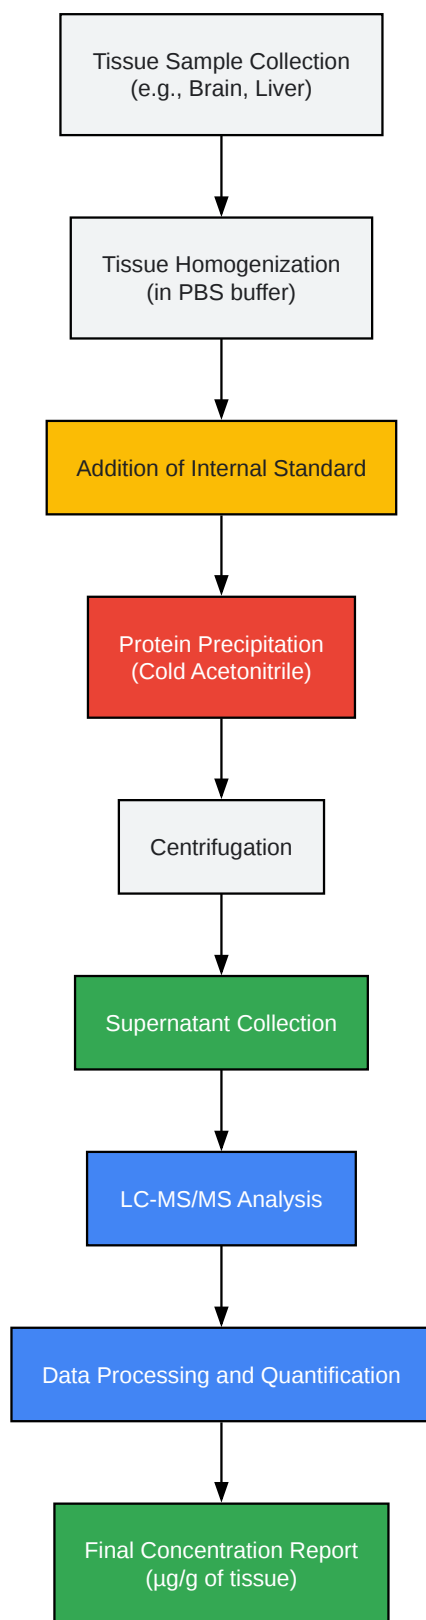 Tissue Sample Collection
(e.g., Brain, Liver)
Tissue Homogenization
(in PBS buffer)
Addition of Internal Standard
Protein Precipitation
(Cold Acetonitrile)
Centrifugation
Supernatant Collection
LC-MS/MS Analysis
Data Processing and Quantification
Final Concentration Report
(µg/g of tissue)